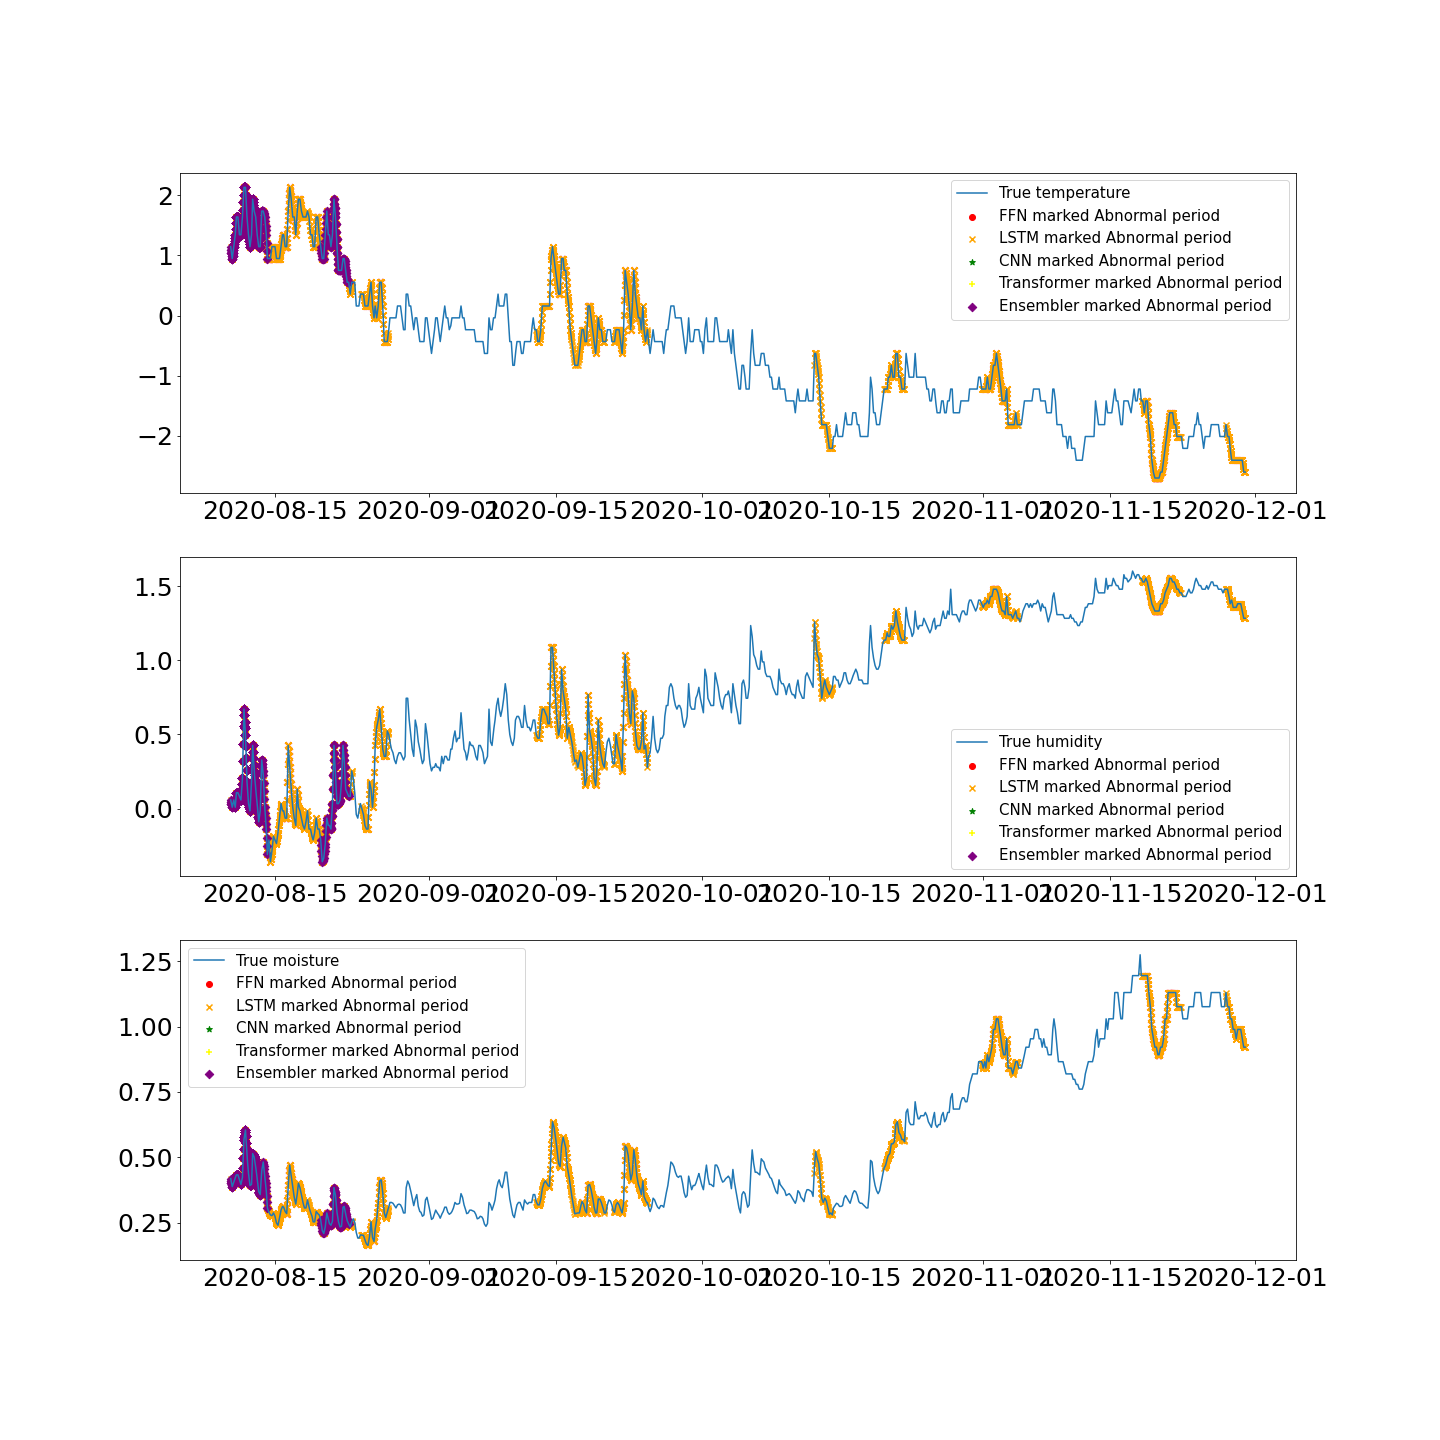 2
1
0
−1
−2
True temperature
FFN marked Abnormal period
LSTM marked Abnormal period
CNN marked Abnormal period
Transformer marked Abnormal period
Ensembler marked Abnormal period
2020-08-15 2020-09-01 2020-09-15 2020-10-01 2020-10-15 2020-11-01 2020-11-15 2020-12-01
1.5
1.0
0.5
0.0
True humidity
FFN marked Abnormal period
LSTM marked Abnormal period
CNN marked Abnormal period
Transformer marked Abnormal period
Ensembler marked Abnormal period
2020-08-15 2020-09-01 2020-09-15 2020-10-01 2020-10-15 2020-11-01 2020-11-15 2020-12-01
1.25
1.00
0.75
0.50
0.25
True moisture
FFN marked Abnormal period
LSTM marked Abnormal period
CNN marked Abnormal period
Transformer marked Abnormal period
Ensembler marked Abnormal period
2020-08-15 2020-09-01 2020-09-15 2020-10-01 2020-10-15 2020-11-01 2020-11-15 2020-12-01